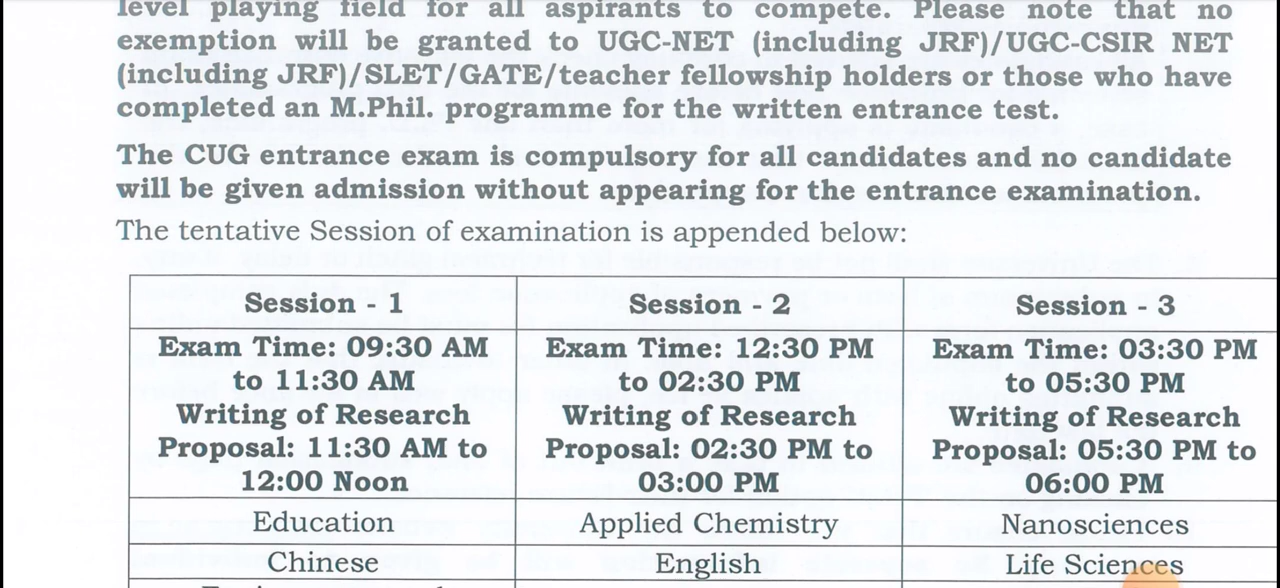 level playing field for all aspirants to compete. Please note that no
exemption will be granted to UGC-NET (including JRF)/UGC-CSIR NET
(including JRF)/SLET/GATE/teacher fellowship holders or those who have
completed an M.Phil. programme for the written entrance test.
The CUG entrance exam is compulsory for all candidates and no candidate
will be given admission without appearing for the entrance examination.
The tentative Session of examination is appended below:
Session - 1
Session - 2
Session - 3
Exam Time: 09:30 AM
to 11:30 AM
Writing of Research
Proposal: 11:30 AM to
12:00 Noon
Exam Time: 12:30 PM
to 02:30 PM
Writing of Research
Proposal: 02:30 PM to
03:00 PM
Exam Time: 03:30 PM
to 05:30 PM
Writing of Research
Proposal: 05:30 PM to
06:00 PM
Education
Applied Chemistry
Nanosciences
Chinese
English
Life Sciences